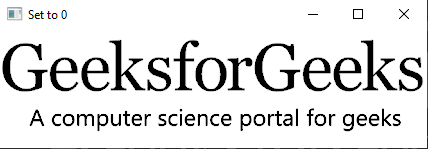 Set to 0
GeeksforGeeks
A computer science portal for geeks